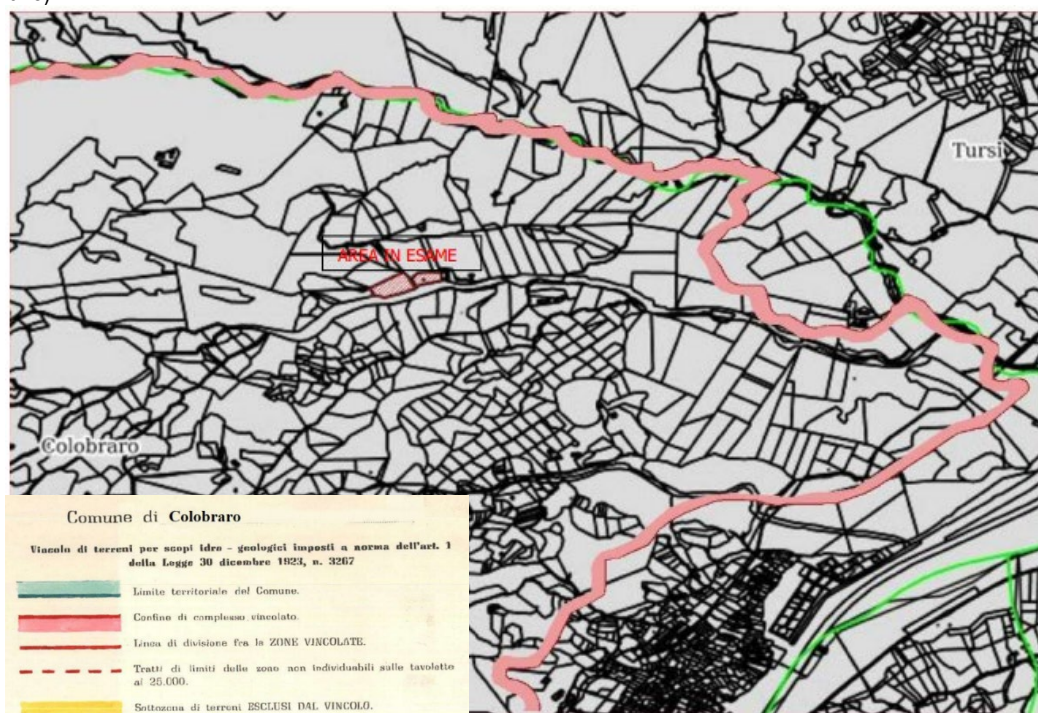 AREA IN ESAME
Tursi
Colobraro
Comune di Colobraro
Vincolo di terreni per scopi idro - geologici imposti a norma dell'art. 1
della Legge 30 dicembre 1923, n. 3267
Limite territoriale del Comune.
Confine di complesso vincolato.
Linea di divisione fra le ZONE VINCOLATE.
Tratti di limiti delle zone non individuabili sulle tavolette
al 25.000.
Sottozona di terreni ESCLUSI DAL VINCOLO.